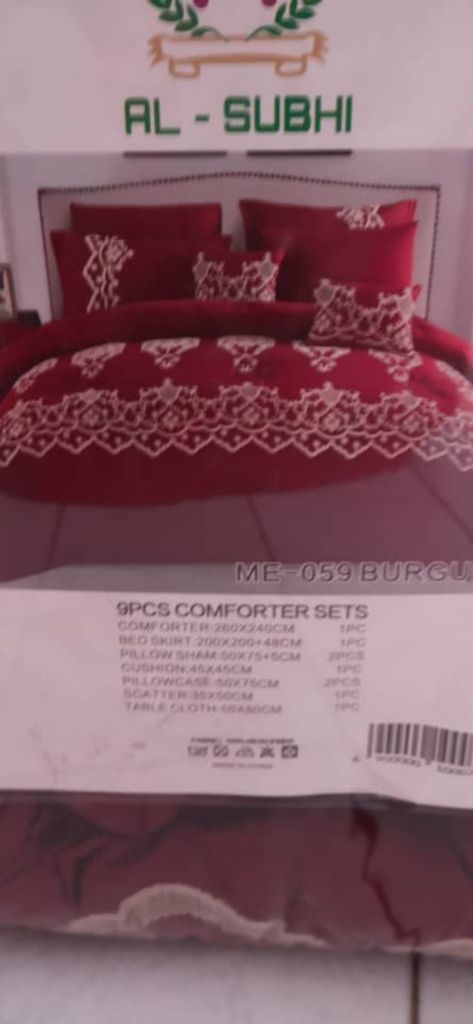 AL - SUBHI
ME-059 BURGU
9PCS COMFORTER SETS
COMFORTER:260X240CM 1PC
BED SKIRT:200X200+48CM 1PC
PILLOW SHAM:50X75+5CM 2PCS
CUSHION:45X45CM 1PC
PILLOWCASE:50X75CM 2PCS
SCATTER:35X50CM 1PC
TABLE CLOTH:50X50CM 1PC